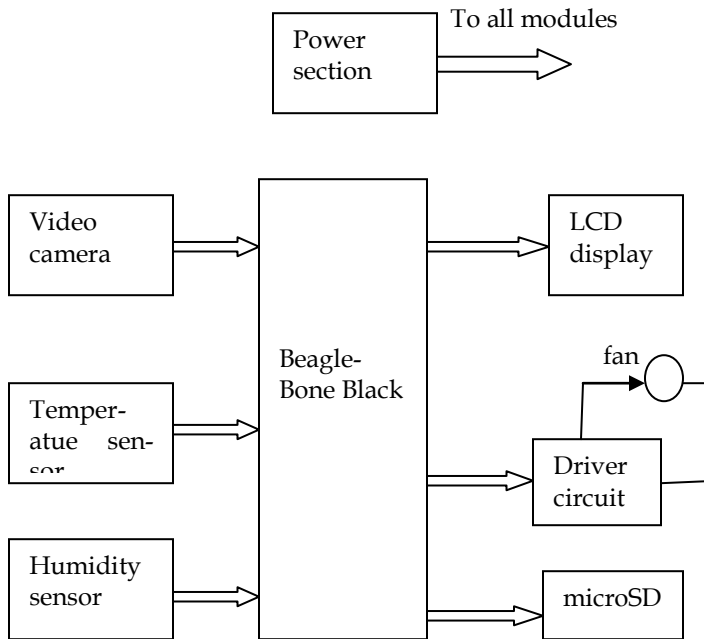 To all modules
Power
section
Video
camera
LCD
display
Beagle-
Bone Black
fan
Temper-
atue sen-
sor
Driver
circuit
Humidity
sensor
microSD